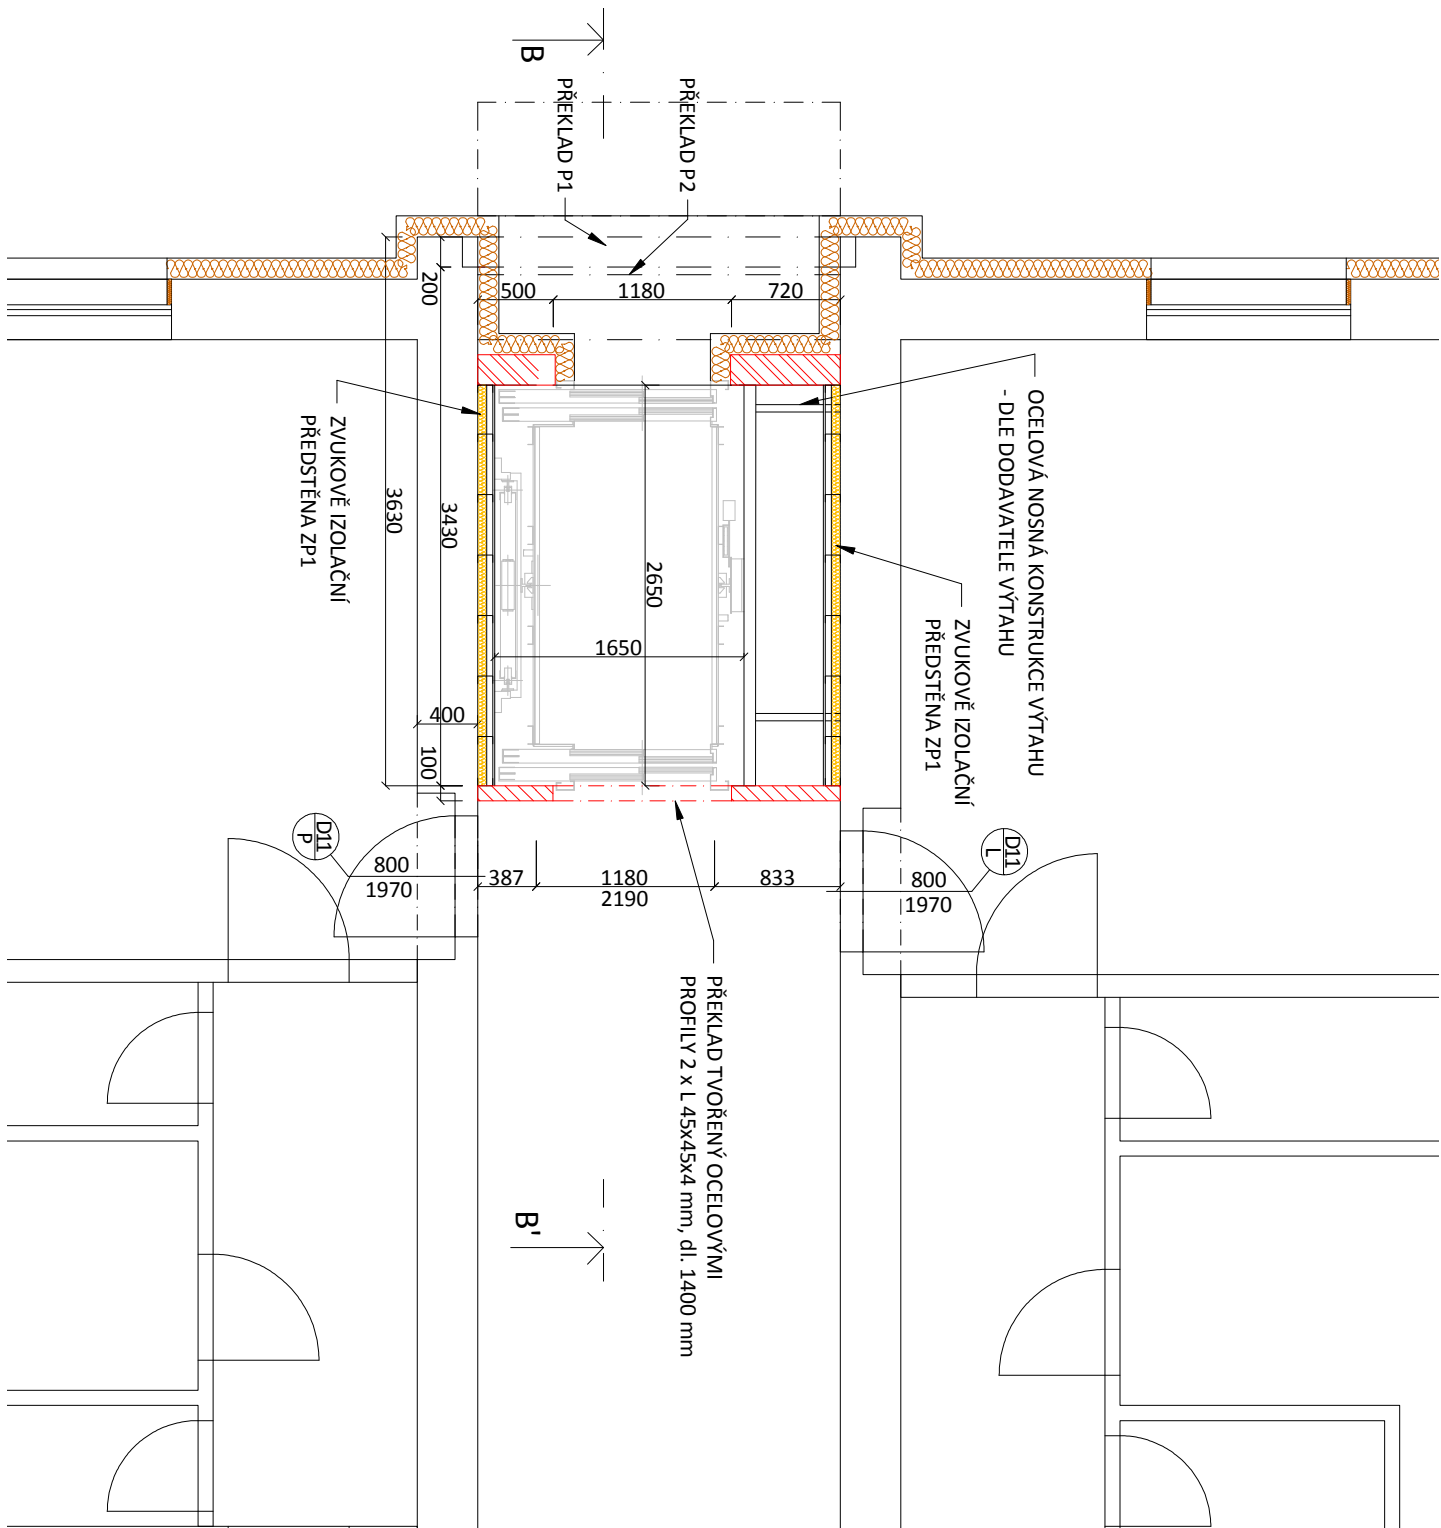 B
PŘEKLAD P1
PŘEKLAD P2
200
500
1180
720
OCELOVÁ NOSNÁ KONSTRUKCE VÝTAHU
- DLE DODAVATELE VÝTAHU
ZVUKOVĚ IZOLAČNÍ
PŘEDSTĚNA ZP1
3630
3430
2650
1650
ZVUKOVĚ IZOLAČNÍ
PŘEDSTĚNA ZP1
400
100
D11
P
800
1970
387
1180
2190
833
800
1970
D11
L
PŘEKLAD TVOŘENÝ OCELOVÝMI
PROFILY 2 x L 45x45x4 mm, dl. 1400 mm
B'